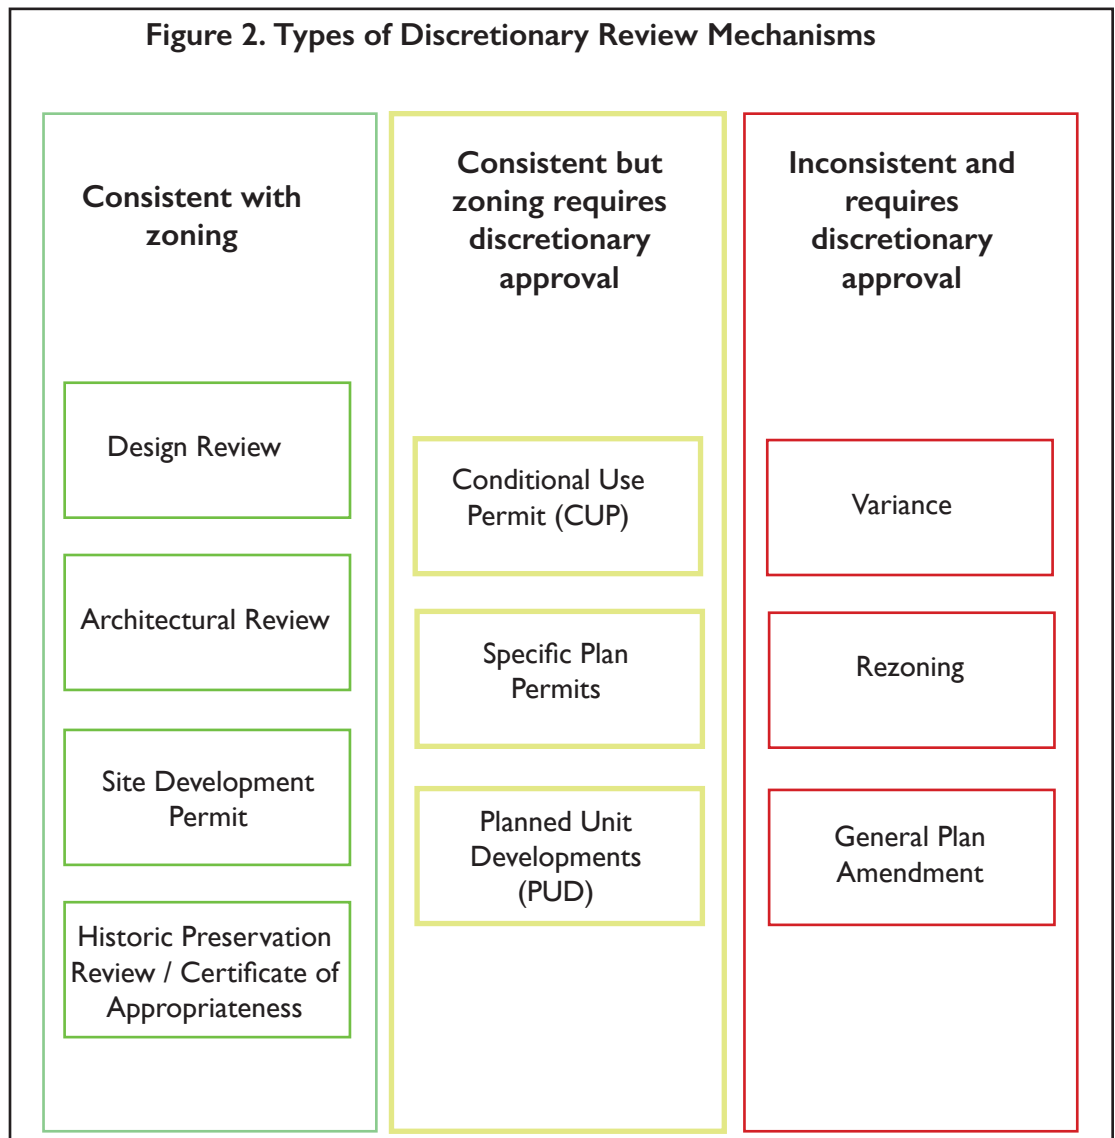 Figure 2. Types of Discretionary Review Mechanisms
Consistent with
zoning
Design Review
Architectural Review
Site Development
Permit
Historic Preservation
Review / Certificate of
Appropriateness
Consistent but
zoning requires
discretionary
approval
Conditional Use
Permit (CUP)
Specific Plan
Permits
Planned Unit
Developments
(PUD)
Inconsistent and
requires
discretionary
approval
Variance
Rezoning
General Plan
Amendment